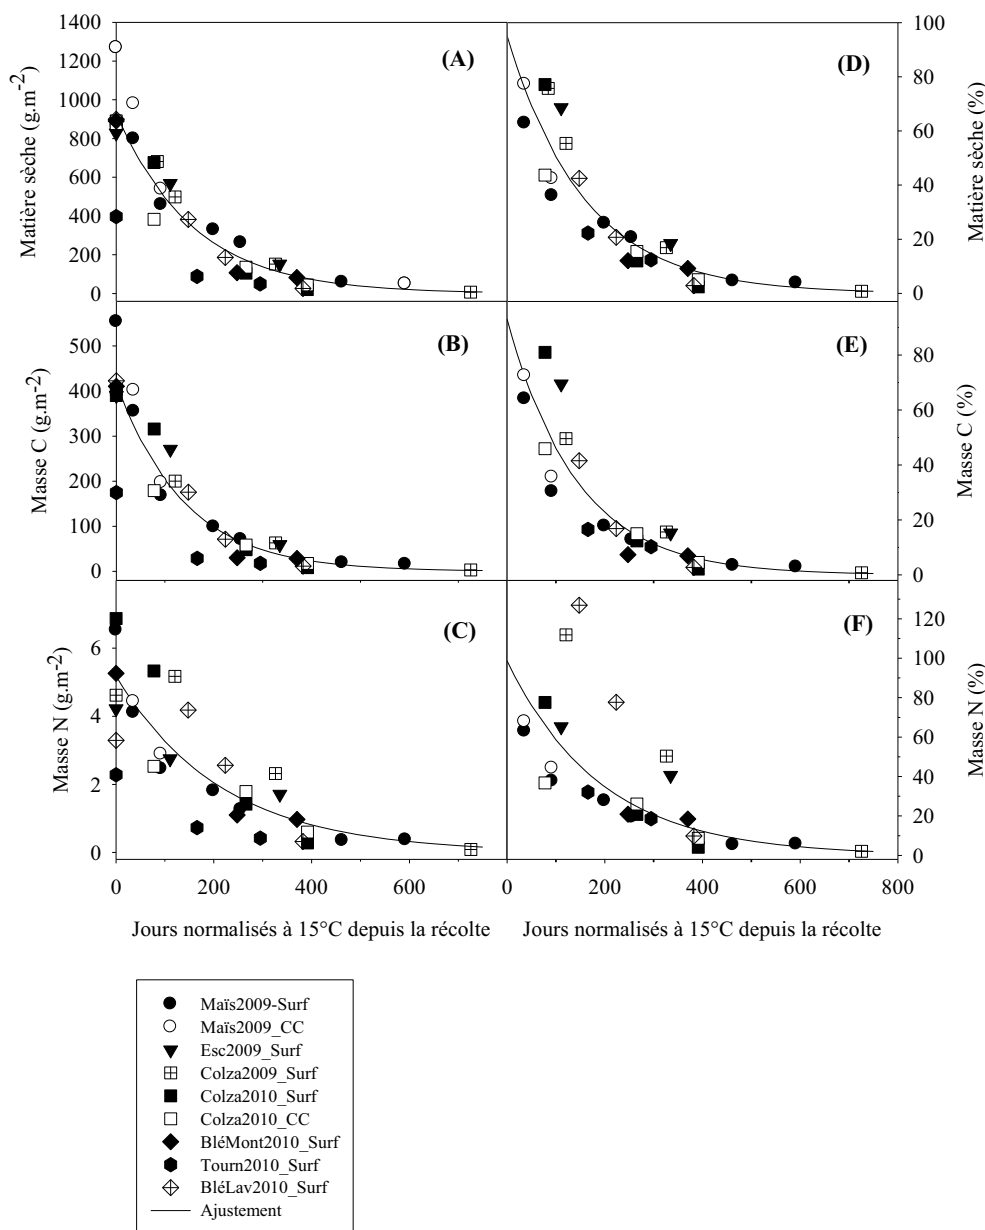 Matière sèche (g.m-2)
1400
1200
1000
800
600
400
200
0
(A)
(D)
100
80
60
40
20
0
Matière sèche (%)
Masse C (g.m-2)
500
400
300
200
100
0
(B)
(E)
80
60
40
20
0
Masse C (%)
Masse N (g.m-2)
6
4
2
0
(C)
(F)
120
100
80
60
40
20
0
Masse N (%)
0 200 400 600
0 200 400 600 800
Jours normalisés à 15°C depuis la récolte
Jours normalisés à 15°C depuis la récolte
Maïs2009-Surf
Maïs2009_CC
Esc2009_Surf
Colza2009_Surf
Colza2010_Surf
Colza2010_CC
BléMont2010_Surf
Tourn2010_Surf
BléLav2010_Surf
Ajustement